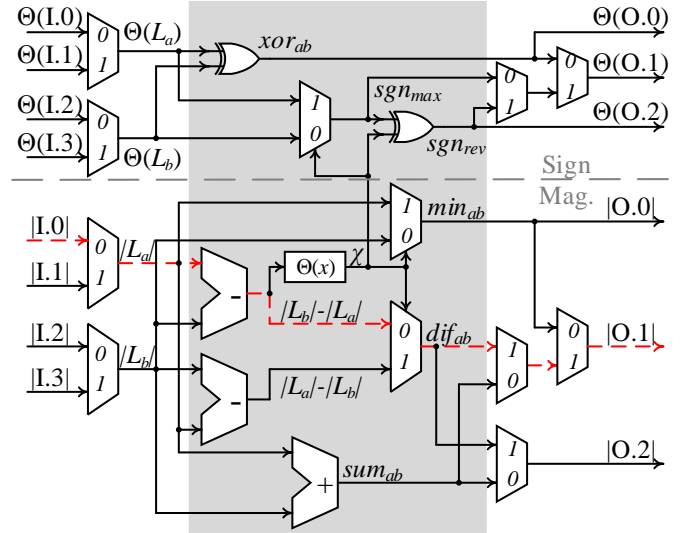 Θ(I.0) 0 Θ(L_a) xor_ab Θ(O.0)
Θ(I.1) 1 0 0 Θ(O.1)
1 sgn_max 1 1
Θ(I.2) 0 Θ(O.2)
Θ(I.3) 1 Θ(L_b) 0 sgn_rev
Sign
Mag.
|I.0| 0 |L_a| 1 min_ab |O.0|
|I.1| 1 0
Θ(x) χ
- |L_b|-|L_a| 0 dif_ab 0 |O.1|
|I.2| 0 |L_b| 1 1 1
|I.3| 1 - |L_a|-|L_b| 0
1 |O.2|
+ sum_ab 0